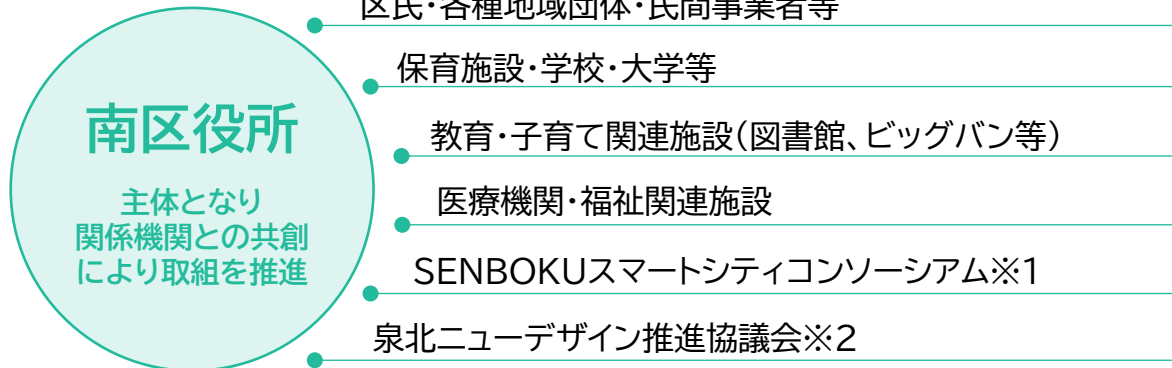 区民・各種地域団体・民間事業者等
保育施設・学校・大学等
南区役所
教育・子育て関連施設（図書館、ビッグバン等）
主体となり
関係機関との共創
により取組を推進
医療機関・福祉関連施設
SENBOKUスマートシティコンソーシアム※1
泉北ニューデザイン推進協議会※2